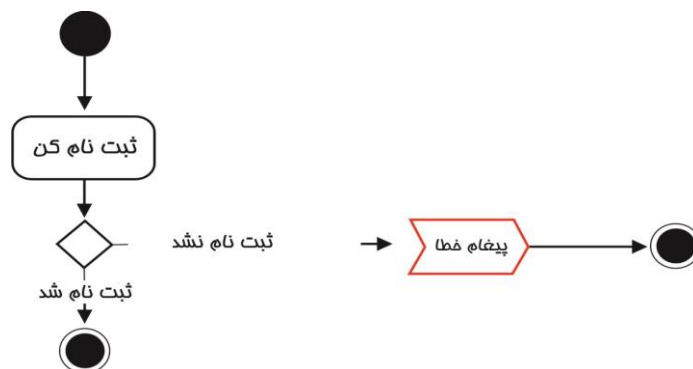 ثبت نام کن
ثبت نام نشد
پیغام خطا
ثبت نام شد